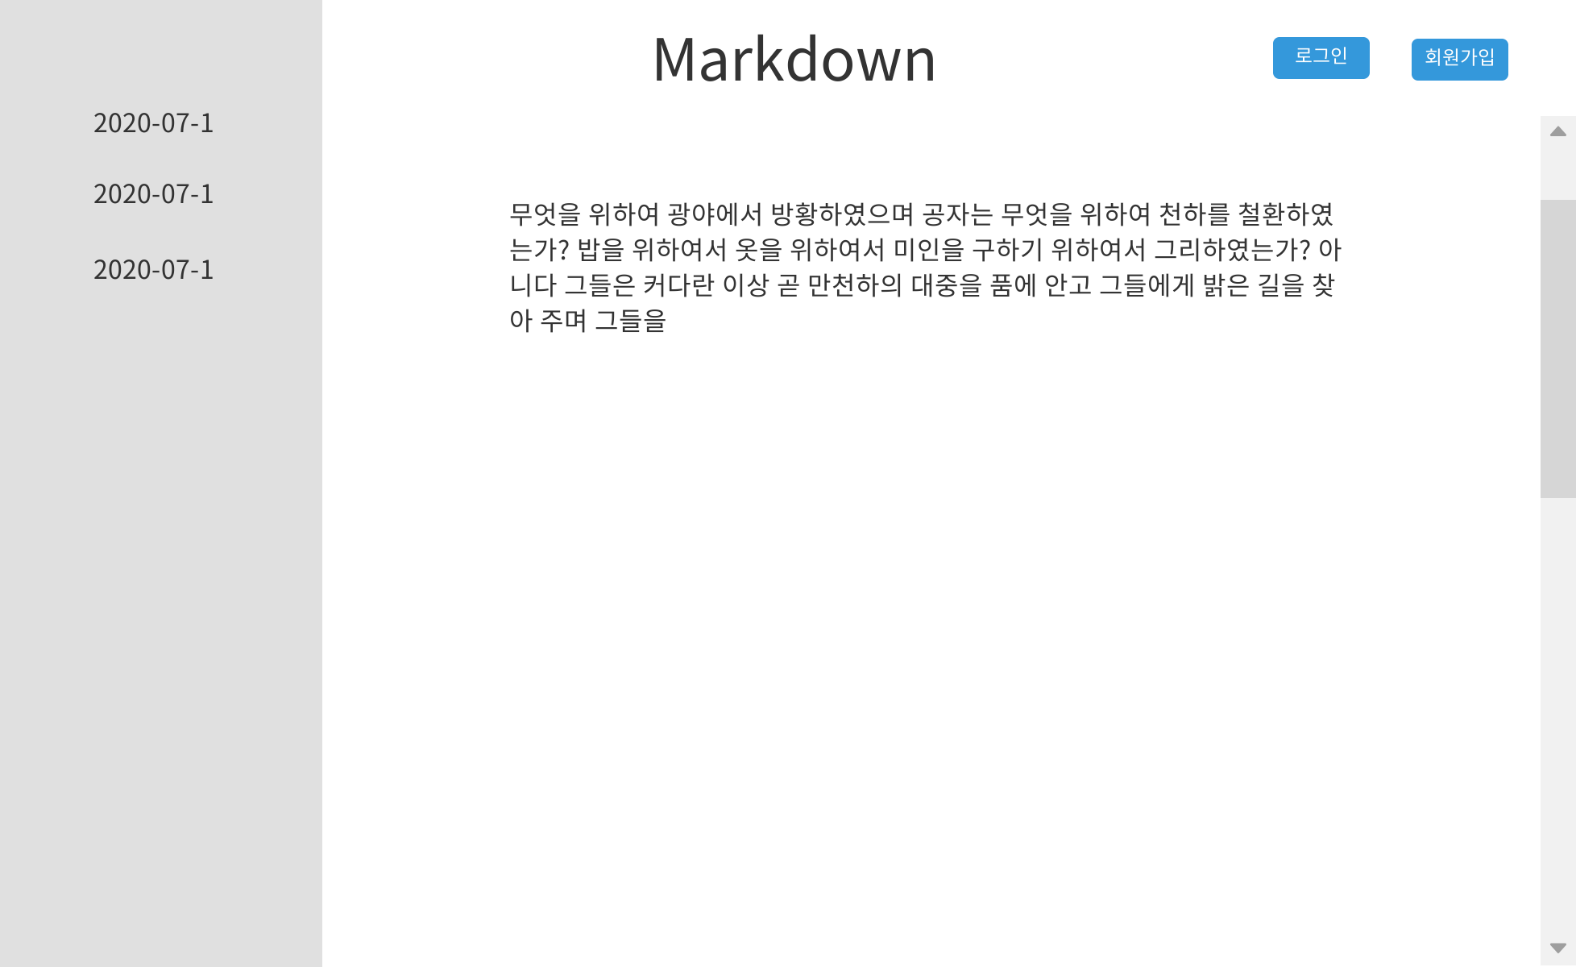 Markdown
로그인
회원가입
2020-07-1
2020-07-1
2020-07-1
무엇을 위하여 광야에서 방황하였으며 공자는 무엇을 위하여 천하를 철환하였
는가? 밥을 위하여서 옷을 위하여서 미인을 구하기 위하여서 그리하였는가? 아
니다 그들은 커다란 이상 곧 만천하의 대중을 품에 안고 그들에게 밝은 길을 찾
아 주며 그들을